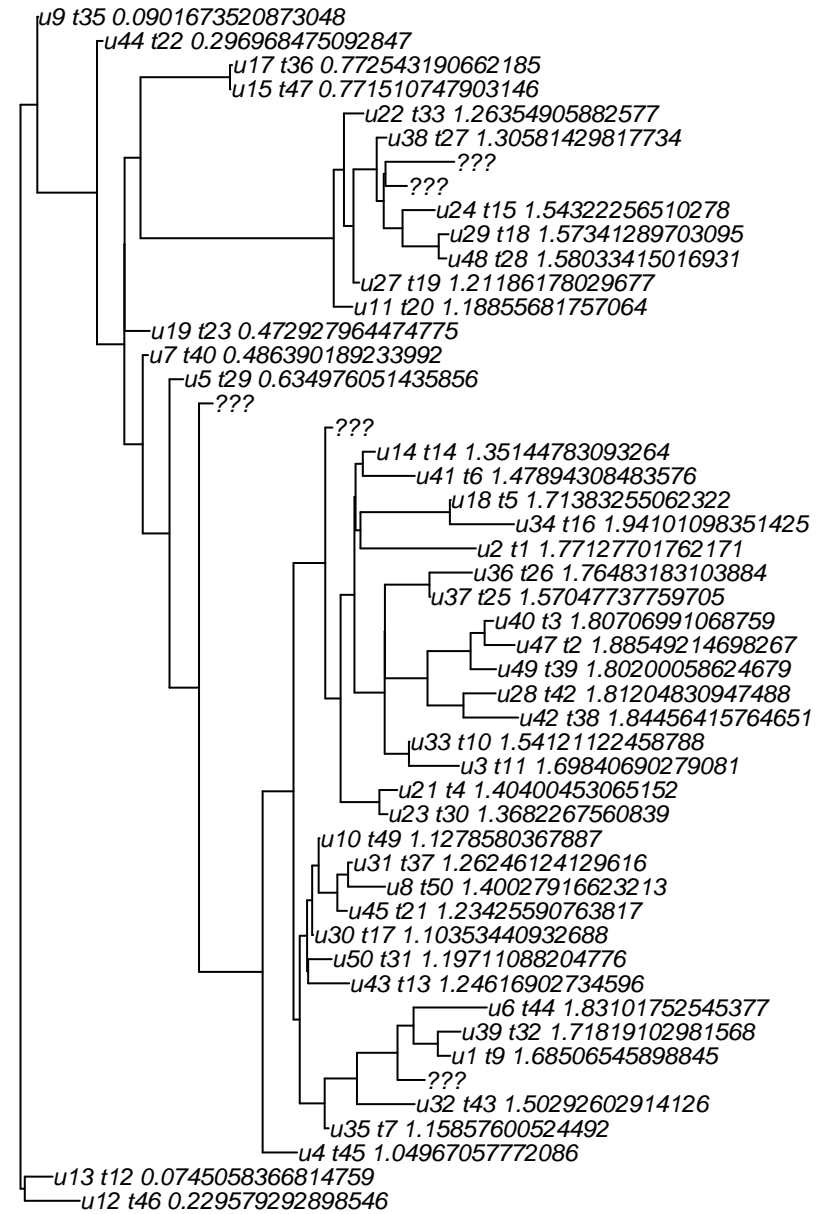 u9 t35 0.0901673520873048
u44 t22 0.296968475092847
u17 t36 0.772543190662185
u15 t47 0.771510747903146
u22 t33 1.26354905882577
u38 t27 1.30581429817734
???
???
u24 t15 1.54322256510278
u29 t18 1.57341289703095
u48 t28 1.58033415016931
u27 t19 1.21186178029677
u11 t20 1.18855681757064
u19 t23 0.472927964474775
u7 t40 0.486390189233992
u5 t29 0.634976051435856
???
???
u14 t14 1.35144783093264
u41 t6 1.47894308483576
u18 t5 1.71383255062322
u34 t16 1.94101098351425
u2 t1 1.77127701762171
u36 t26 1.76483183103884
u37 t25 1.57047737759705
u40 t3 1.80706991068759
u47 t2 1.88549214698267
u49 t39 1.80200058624679
u28 t42 1.81204830947488
u42 t38 1.84456415764651
u33 t10 1.54121122458788
u3 t11 1.69840690279081
u21 t4 1.40400453065152
u23 t30 1.3682267560839
u10 t49 1.1278580367887
u31 t37 1.26246124129616
u8 t50 1.40027916623213
u45 t21 1.23425590763817
u30 t17 1.10353440932688
u50 t31 1.19711088204776
u43 t13 1.24616902734596
u6 t44 1.83101752545377
u39 t32 1.71819102981568
u1 t9 1.68506545898845
???
u32 t43 1.50292602914126
u35 t7 1.15857600524492
u4 t45 1.04967057772086
u13 t12 0.0745058366814759
u12 t46 0.229579292898546